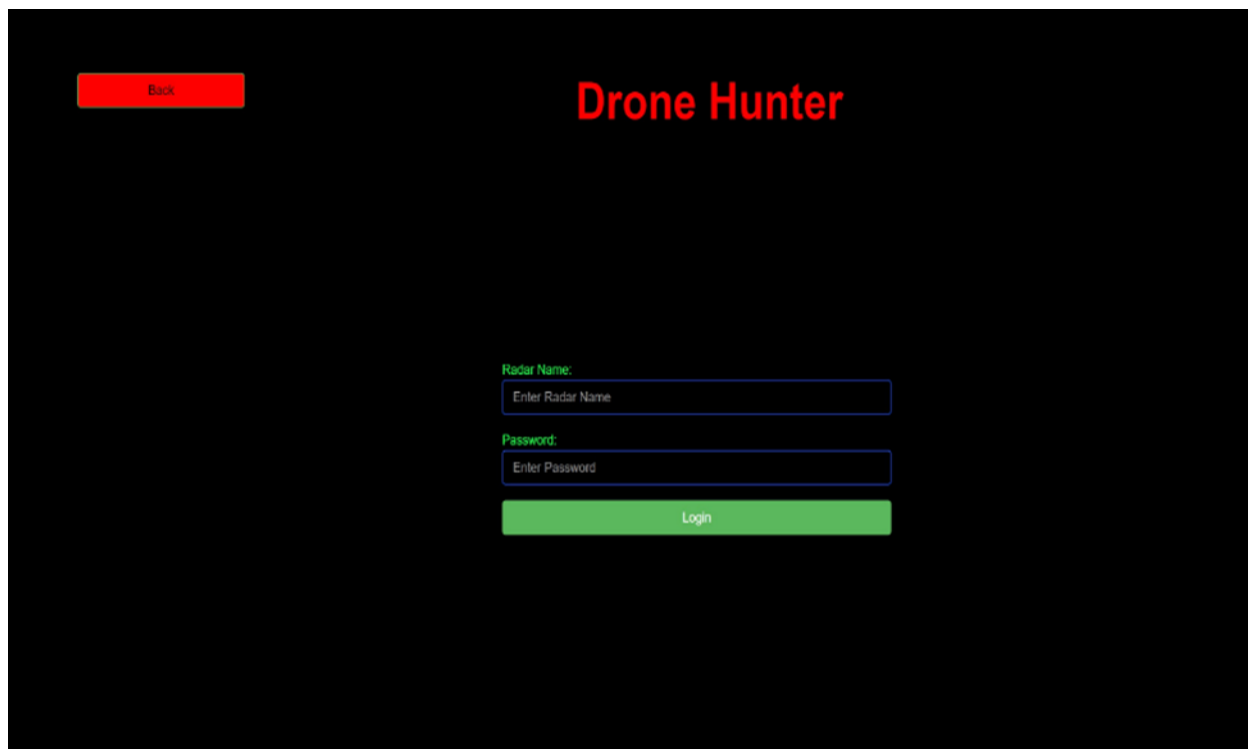 Back
Drone Hunter
Radar Name:
Enter Radar Name
Password:
Enter Password
Login